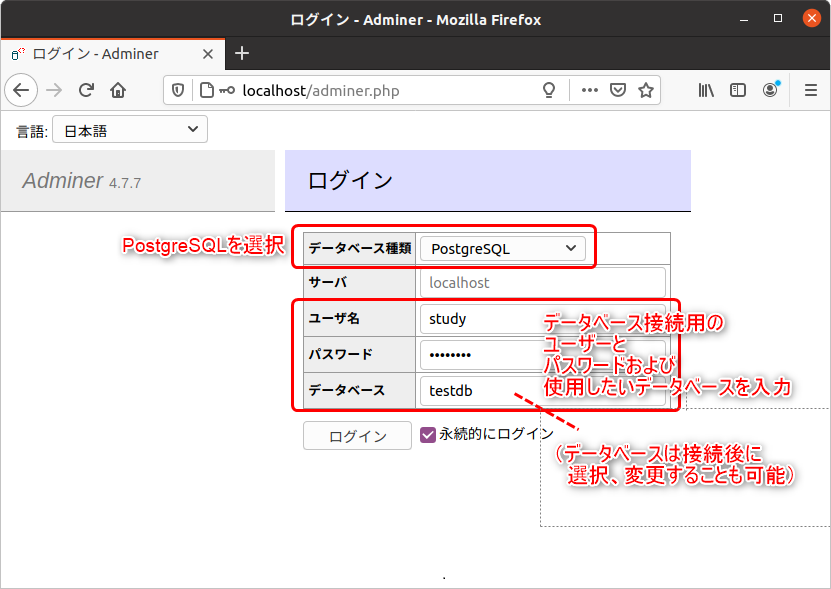 ログイン - Adminer - Mozilla Firefox
ログイン - Adminer
localhost/adminer.php
言語: 日本語
Adminer 4.7.7
ログイン
PostgreSQLを選択
データベース種類 PostgreSQL
サーバ localhost
ユーザ名 study
パスワード ••••••••
データベース testdb
データベース接続用の
ユーザーと
パスワードおよび
使用したいデータベースを入力
ログイン 永続的にログイン
（データベースは接続後に
選択、変更することも可能）
.